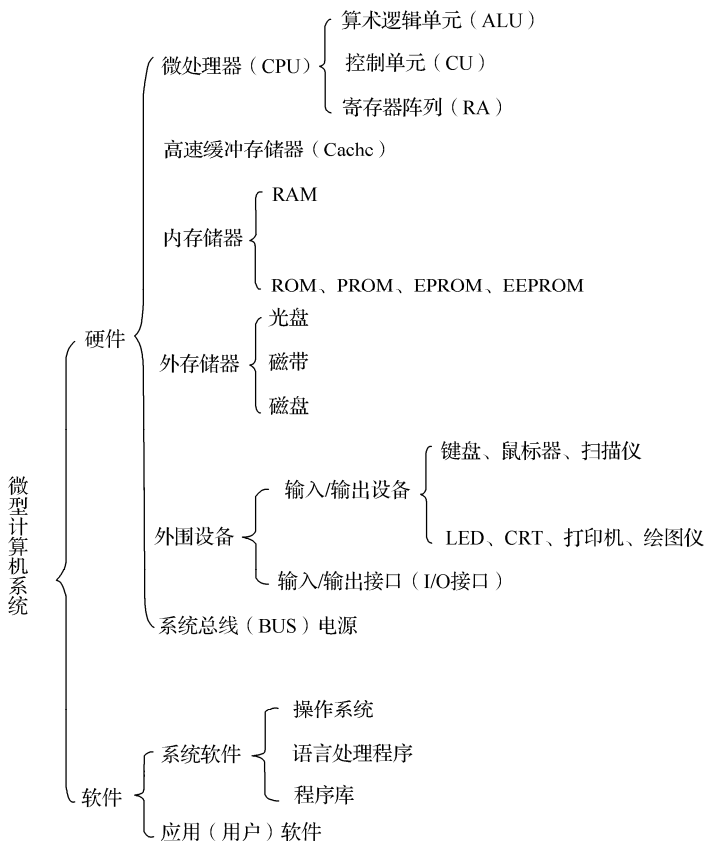 算术逻辑单元（ALU）
微处理器（CPU）
控制单元（CU）
寄存器阵列（RA）
高速缓冲存储器（Cachc）
RAM
内存储器
ROM、PROM、EPROM、EEPROM
光盘
硬件
外存储器
磁带
磁盘
键盘、鼠标器、扫描仪
输入/输出设备
微型计算机系统
外围设备
LED、CRT、打印机、绘图仪
输入/输出接口（I/O接口）
系统总线（BUS）电源
操作系统
系统软件
语言处理程序
软件
程序库
应用（用户）软件